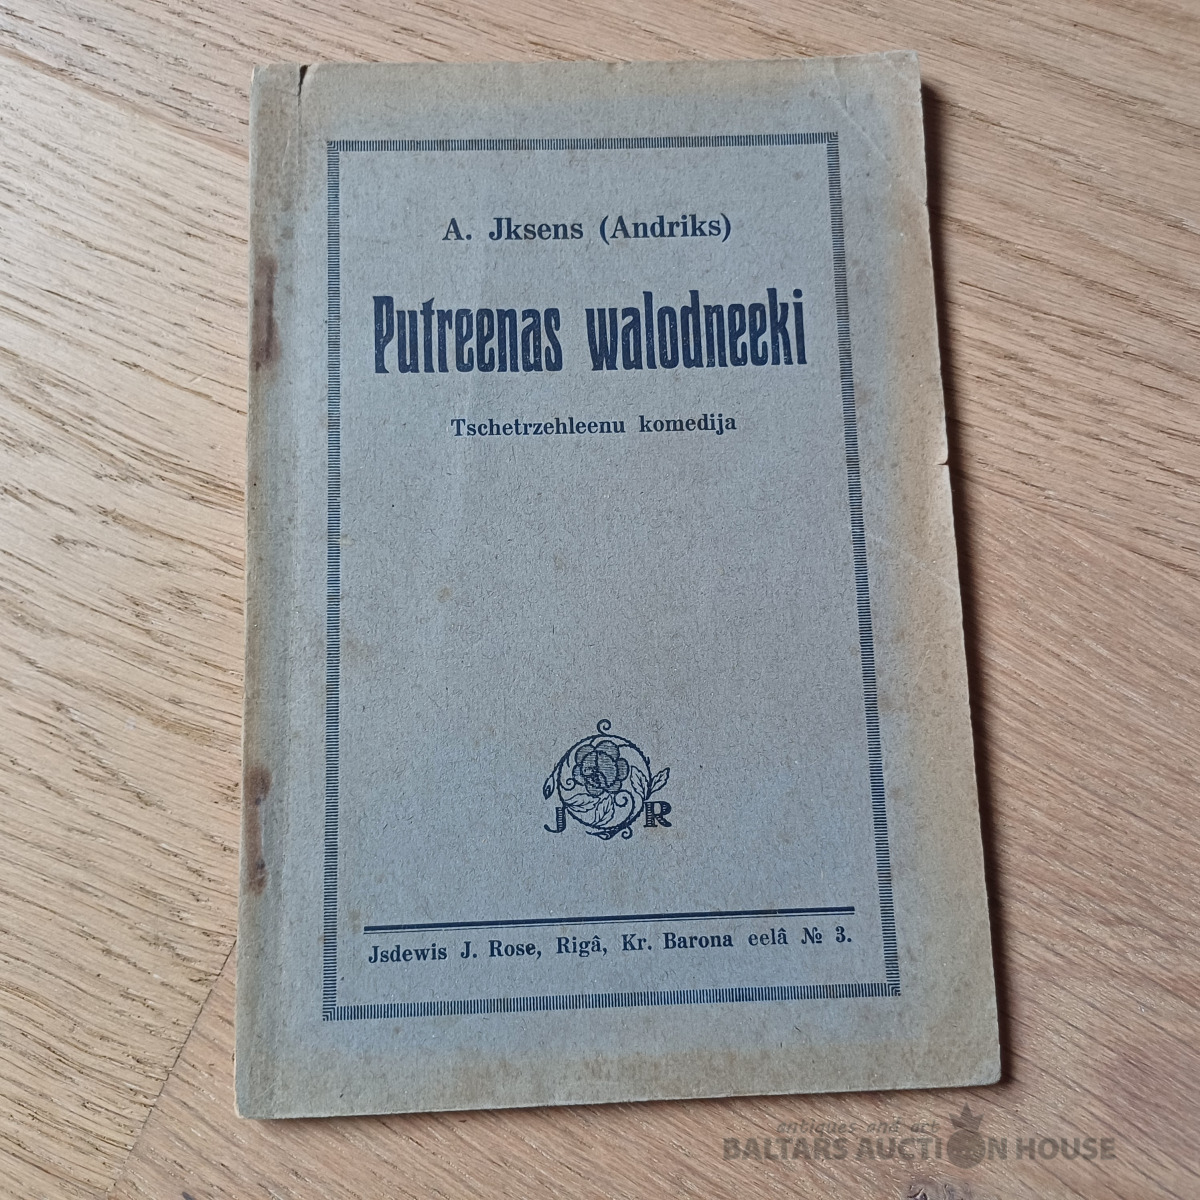 A. Jksens (Andriks)
Putreenas walodneeki
Tschetrzehleenu komedija
J R
Jsdewis J. Rose, Rigâ, Kr. Barona eelâ № 3.
antiques and art
BALTARS AUCTION HOUSE